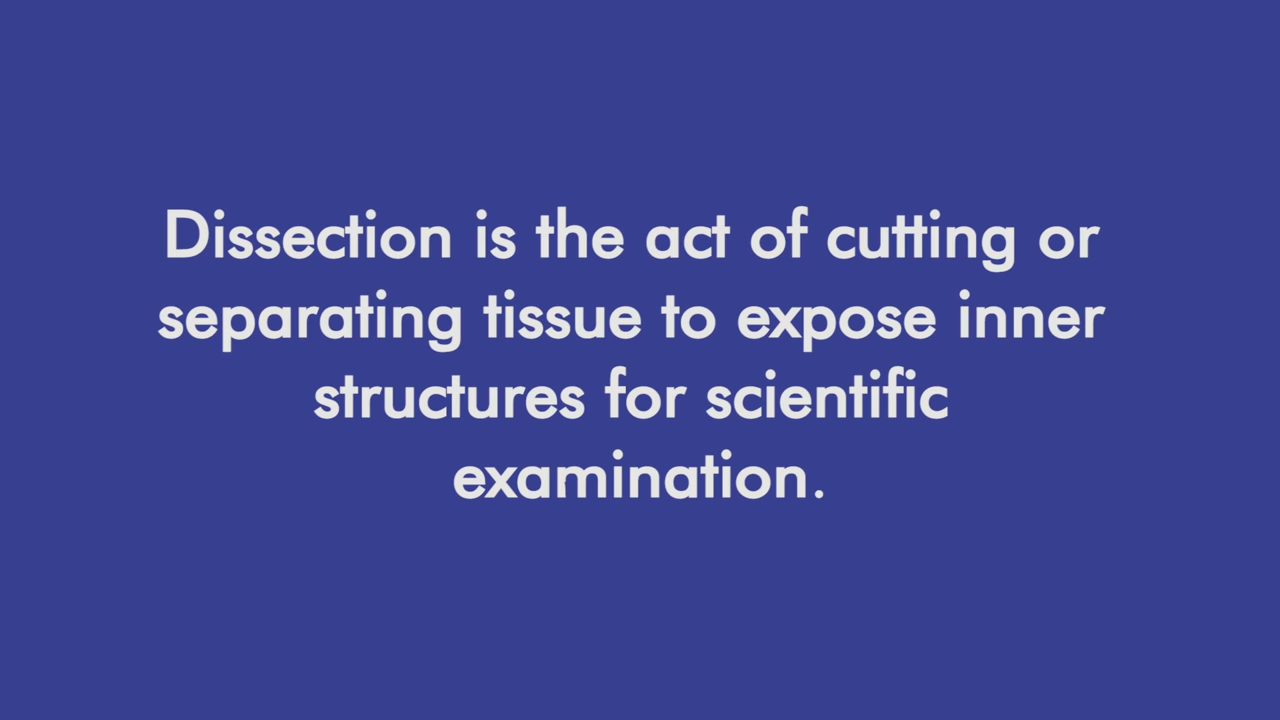 Dissection is the act of cutting or
separating tissue to expose inner
structures for scientific
examination.